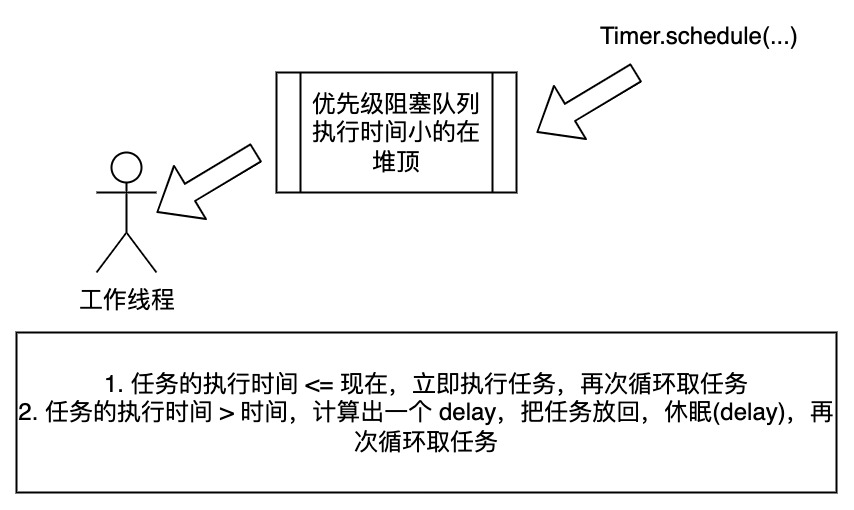 Timer.schedule(...)
优先级阻塞队列
执行时间小的在
堆顶
工作线程
1. 任务的执行时间 <= 现在，立即执行任务，再次循环取任务
2. 任务的执行时间 > 时间，计算出一个 delay，把任务放回，休眠(delay)，再
次循环取任务